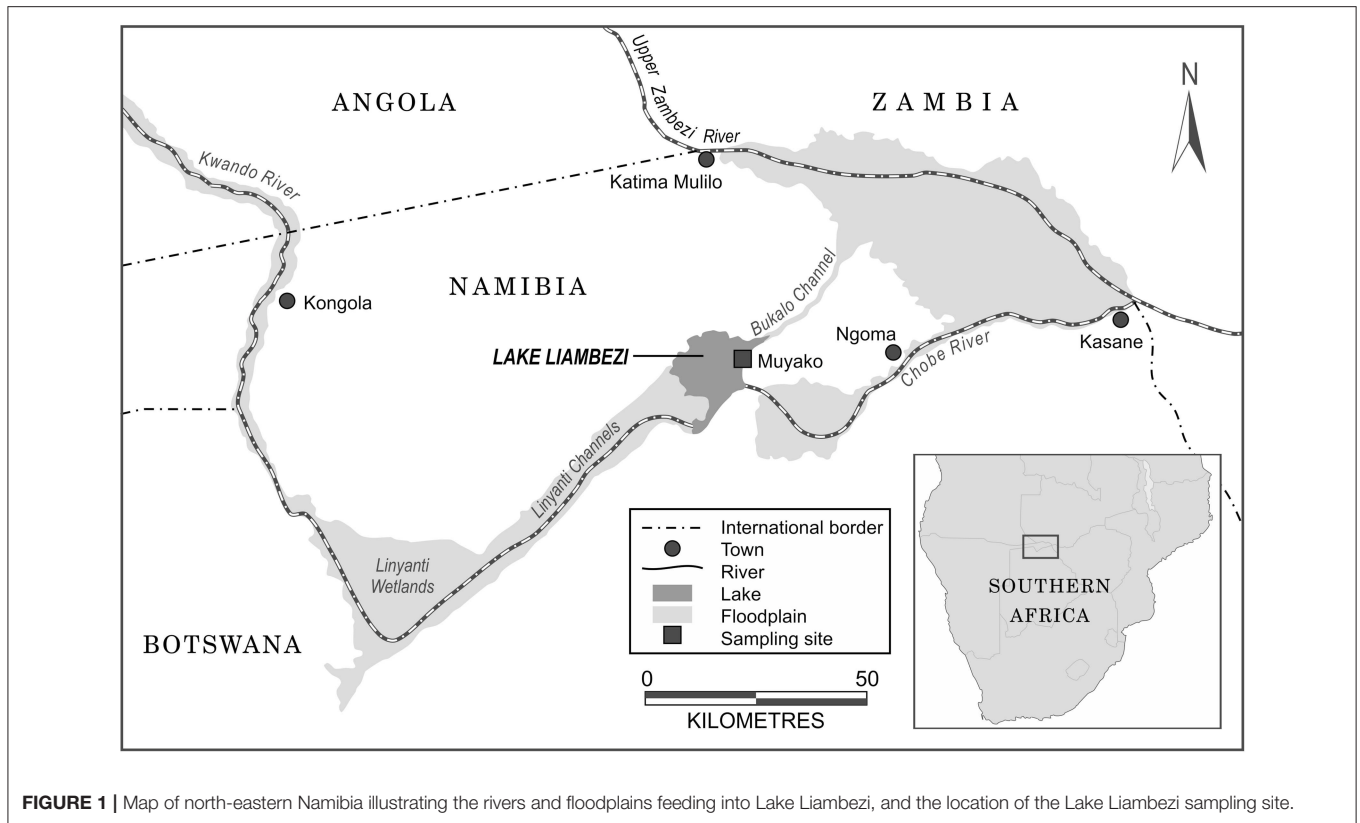 ANGOLA
ZAMBIA
N
Upper Zambezi River
Kwando River
Katima Mulilo
NAMIBIA
Kongola
Bukalo Channel
LAKE LIAMBEZI
Muyako
Ngoma
Chobe River
Kasane
Linyanti Channels
Linyanti
Wetlands
BOTSWANA
International border
Town
River
Lake
Floodplain
Sampling site
0 50
KILOMETRES
SOUTHERN
AFRICA
FIGURE 1 | Map of north-eastern Namibia illustrating the rivers and floodplains feeding into Lake Liambezi, and the location of the Lake Liambezi sampling site.